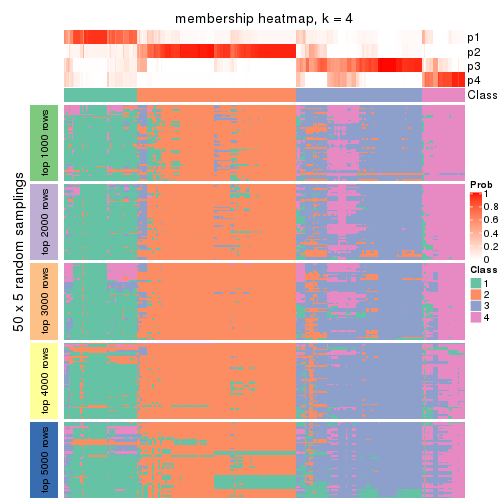 membership heatmap, k = 4
p1
p2
p3
p4
Class
50 x 5 random samplings
top 1000 rows
top 2000 rows
top 3000 rows
top 4000 rows
top 5000 rows
Prob
1
0.8
0.6
0.4
0.2
0
Class
1
2
3
4